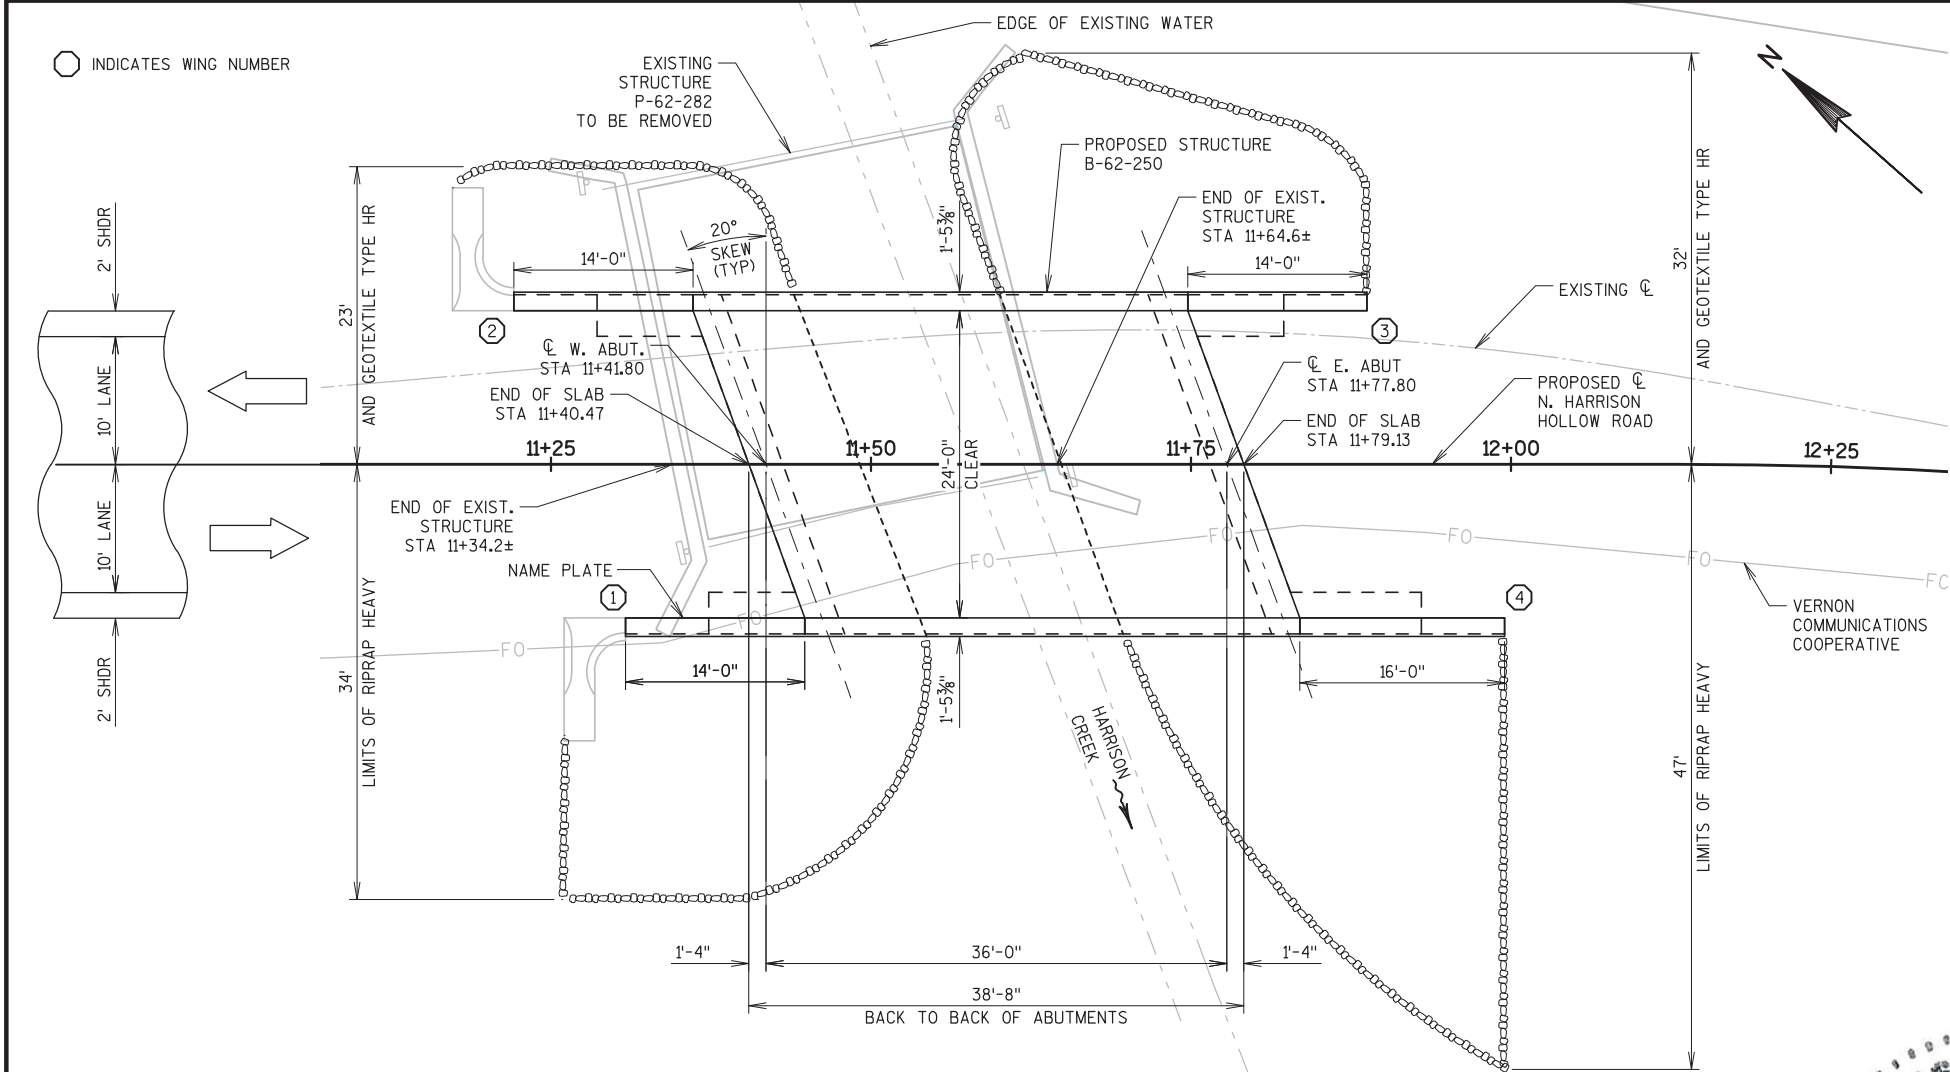 EDGE OF EXISTING WATER
INDICATES WING NUMBER
EXISTING
STRUCTURE
P-62-282
TO BE REMOVED
N
PROPOSED STRUCTURE
B-62-250
END OF EXIST.
STRUCTURE
STA 11+64.6±
2' SHDR
23'
AND GEOTEXTILE TYPE HR
20°
SKEW
(TYP)
14'-0"
1'-5⅜"
14'-0"
32'
AND GEOTEXTILE TYPE HR
EXISTING ℄
2
3
℄ W. ABUT.
STA 11+41.80
END OF SLAB
STA 11+40.47
℄ E. ABUT
STA 11+77.80
END OF SLAB
STA 11+79.13
PROPOSED ℄
N. HARRISON
HOLLOW ROAD
10' LANE
11+25
11+50
24'-0"
CLEAR
11+75
12+00
12+25
10' LANE
END OF EXIST.
STRUCTURE
STA 11+34.2±
NAME PLATE
FO
FO
FO
FO
FO
FO
1
4
VERNON
COMMUNICATIONS
COOPERATIVE
2' SHDR
34'
LIMITS OF RIPRAP HEAVY
14'-0"
1'-5⅜"
16'-0"
HARRISON
CREEK
47'
LIMITS OF RIPRAP HEAVY
1'-4"
36'-0"
1'-4"
38'-8"
BACK TO BACK OF ABUTMENTS